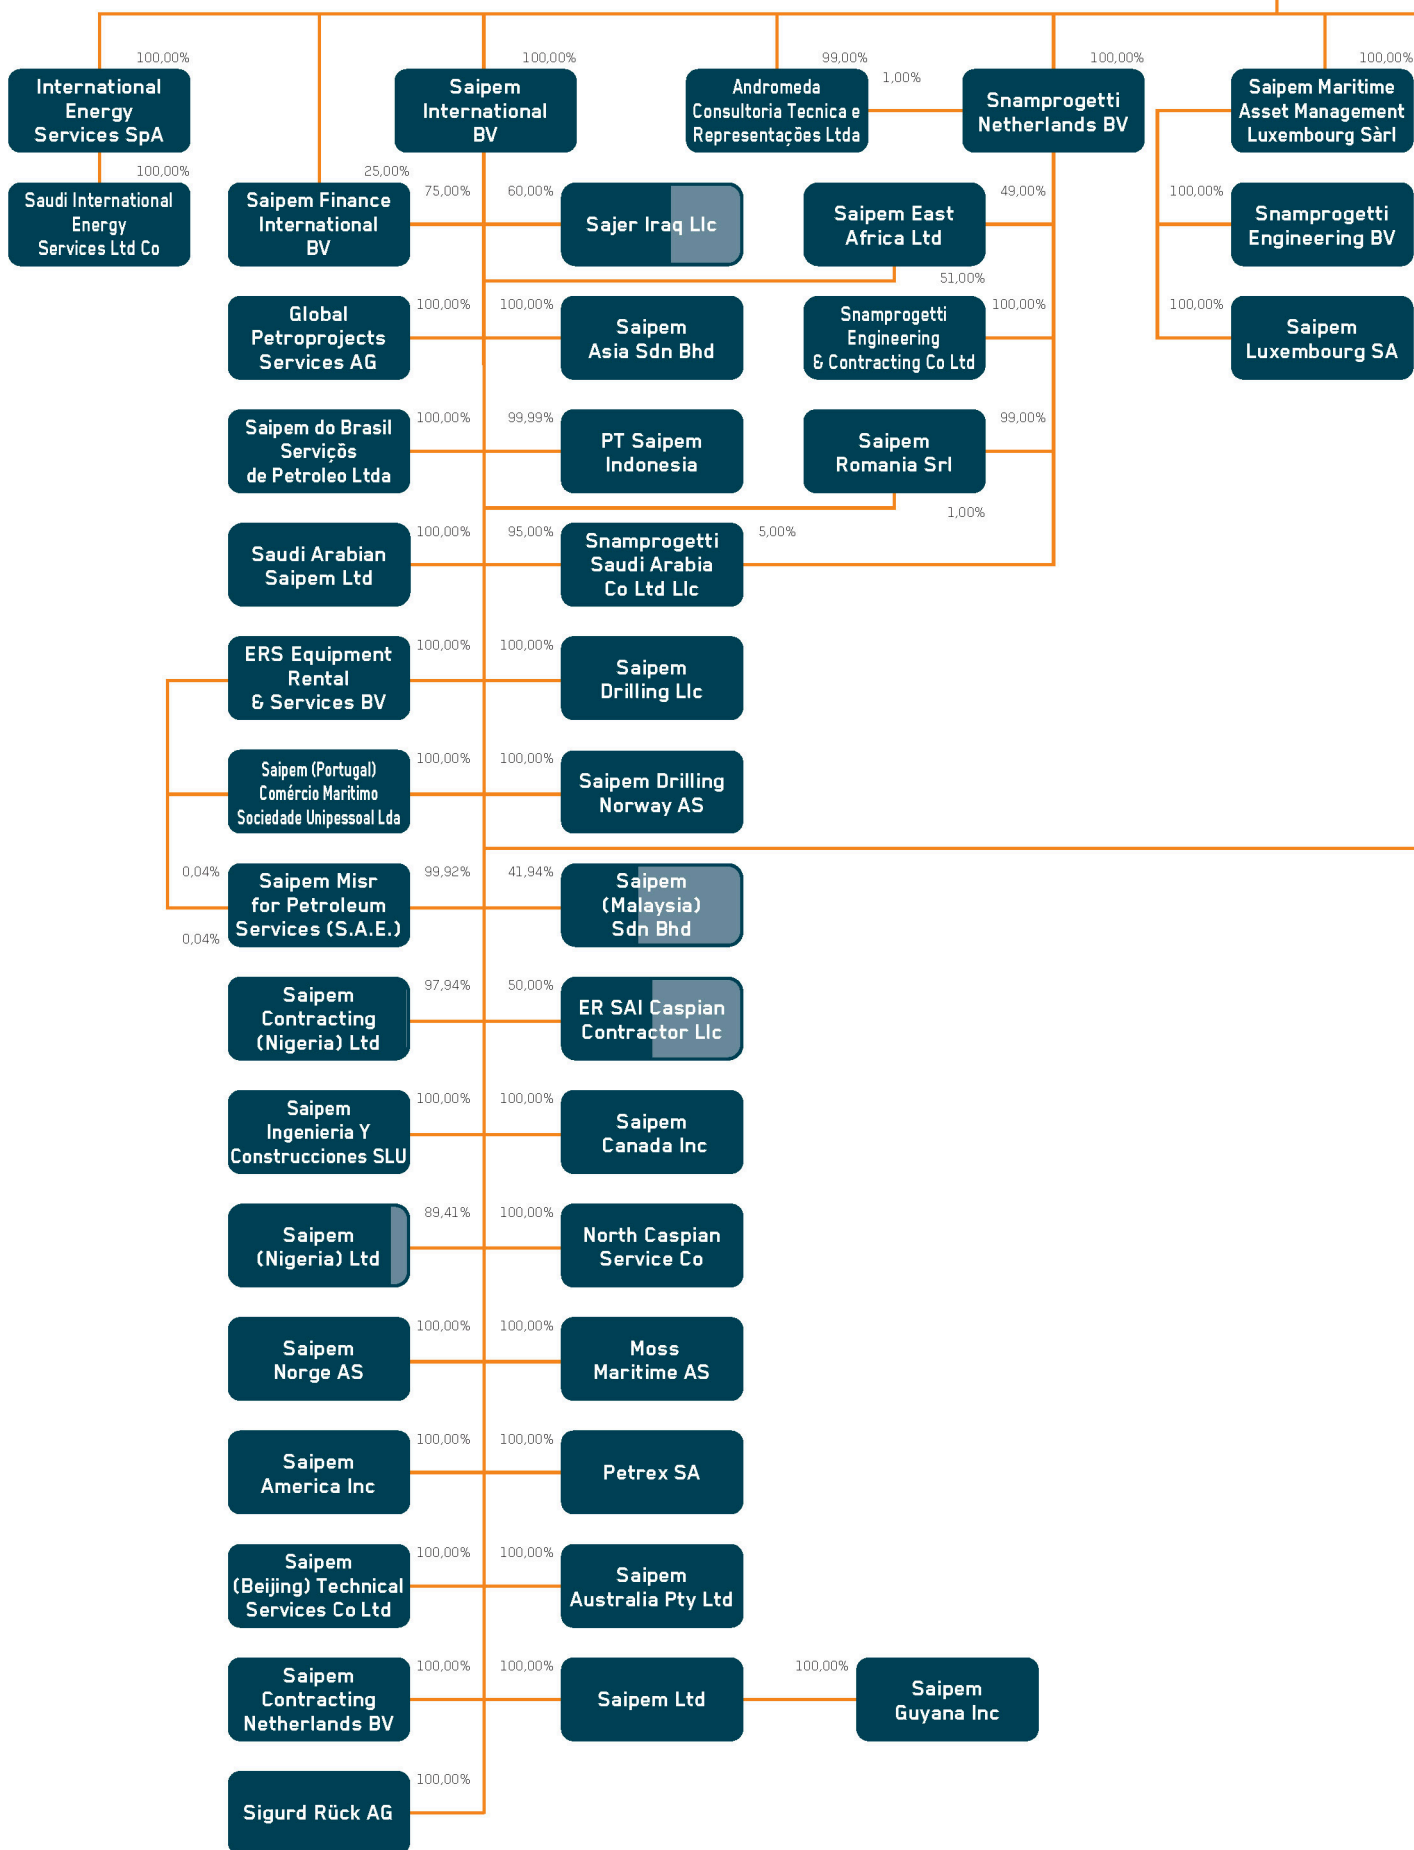 100,00%
International
Energy
Services SpA
100,00%
Saipem
International
BV
99,00%
Andromeda
Consultoria Tecnica e
Representações Ltda
1,00%
100,00%
Snamprogetti
Netherlands BV
100,00%
Saipem Maritime
Asset Management
Luxembourg Sàrl
100,00%
Saudi International
Energy
Services Ltd Co
25,00%
Saipem Finance
International
BV
75,00%
60,00%
Sajer Iraq Llc
Saipem East
Africa Ltd
49,00%
51,00%
100,00%
Snamprogetti
Engineering BV
Global
Petroprojects
Services AG
100,00%
100,00%
Saipem
Asia Sdn Bhd
Snamprogetti
Engineering
& Contracting Co Ltd
100,00%
100,00%
Saipem
Luxembourg SA
Saipem do Brasil
Serviçõs
de Petroleo Ltda
100,00%
99,99%
PT Saipem
Indonesia
Saipem
Romania Srl
99,00%
1,00%
Saudi Arabian
Saipem Ltd
100,00%
95,00%
Snamprogetti
Saudi Arabia
Co Ltd Llc
5,00%
ERS Equipment
Rental
& Services BV
100,00%
100,00%
Saipem
Drilling Llc
Saipem (Portugal)
Comércio Maritimo
Sociedade Unipessoal Lda
100,00%
100,00%
Saipem Drilling
Norway AS
0,04%
0,04%
Saipem Misr
for Petroleum
Services (S.A.E.)
99,92%
41,94%
Saipem
(Malaysia)
Sdn Bhd
Saipem
Contracting
(Nigeria) Ltd
97,94%
50,00%
ER SAI Caspian
Contractor Llc
Saipem
Ingenieria Y
Construcciones SLU
100,00%
100,00%
Saipem
Canada Inc
Saipem
(Nigeria) Ltd
89,41%
100,00%
North Caspian
Service Co
Saipem
Norge AS
100,00%
100,00%
Moss
Maritime AS
Saipem
America Inc
100,00%
100,00%
Petrex SA
Saipem
(Beijing) Technical
Services Co Ltd
100,00%
100,00%
Saipem
Australia Pty Ltd
Saipem
Contracting
Netherlands BV
100,00%
100,00%
Saipem Ltd
100,00%
Saipem
Guyana Inc
Sigurd Rück AG
100,00%